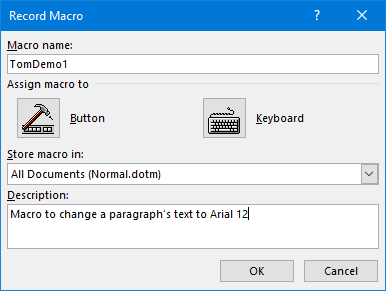 Record Macro
?
Macro name:
TomDemo1
Assign macro to
Button
Keyboard
Store macro in:
All Documents (Normal.dotm)
Description:
Macro to change a paragraph's text to Arial 12
OK
Cancel